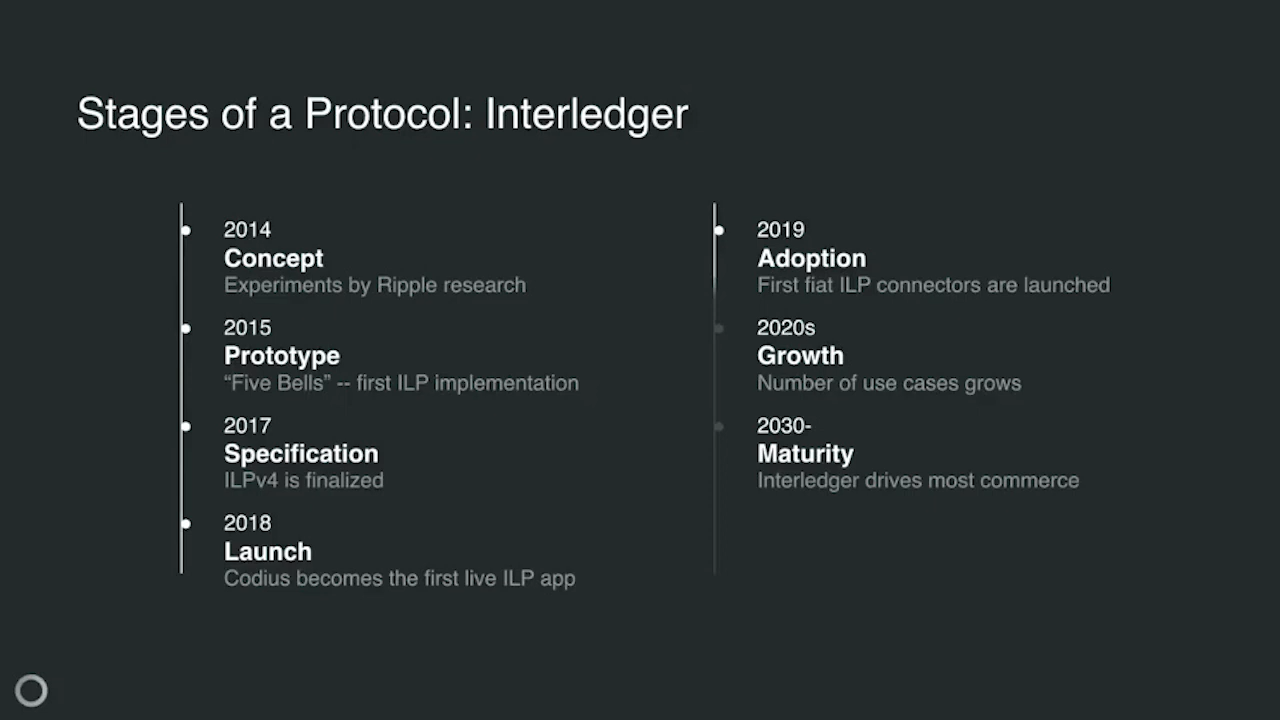 Stages of a Protocol: Interledger
2014
Concept
Experiments by Ripple research
2015
Prototype
“Five Bells” -- first ILP implementation
2017
Specification
ILPv4 is finalized
2018
Launch
Codius becomes the first live ILP app
2019
Adoption
First fiat ILP connectors are launched
2020s
Growth
Number of use cases grows
2030-
Maturity
Interledger drives most commerce